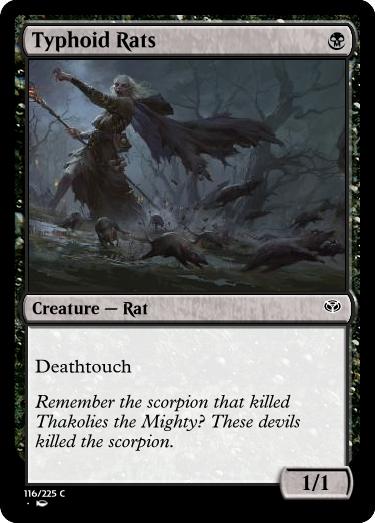 Typhoid Rats
Creature — Rat
Deathtouch
Remember the scorpion that killed
Thakolies the Mighty? These devils
killed the scorpion.
1/1
116/225 C